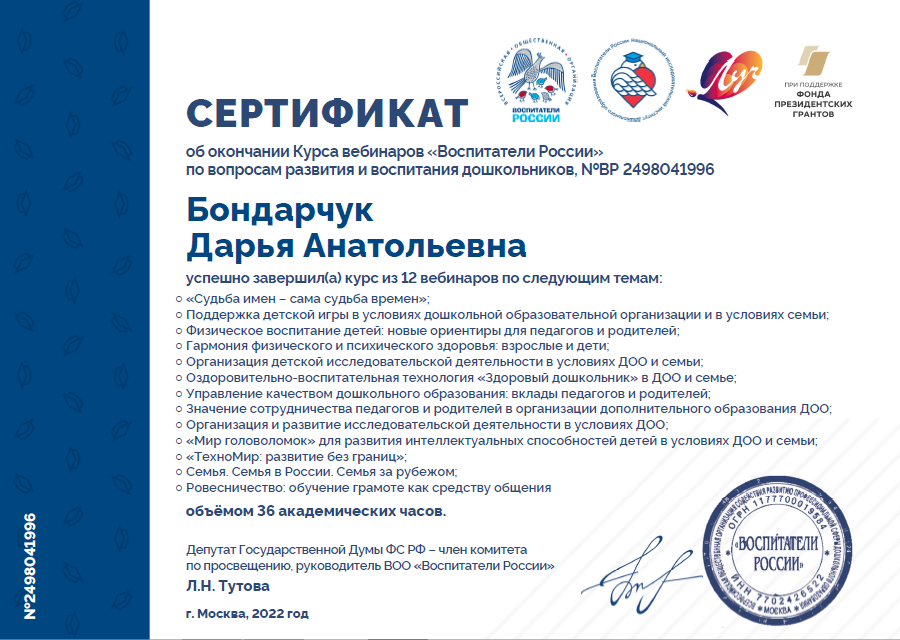 ВСЕРОССИЙСКАЯ ОБЩЕСТВЕННАЯ ОРГАНИЗАЦИЯ
ВОСПИТАТЕЛИ
РОССИИ
Луч
ПРИ ПОДДЕРЖКЕ
ФОНДА
ПРЕЗИДЕНТСКИХ
ГРАНТОВ
СЕРТИФИКАТ
об окончании Курса вебинаров «Воспитатели России»
по вопросам развития и воспитания дошкольников, №ВР 2498041996
Бондарчук
Дарья Анатольевна
успешно завершил(а) курс из 12 вебинаров по следующим темам:
○ «Судьба имен – сама судьба времен»;
○ Поддержка детской игры в условиях дошкольной образовательной организации и в условиях семьи;
○ Физическое воспитание детей: новые ориентиры для педагогов и родителей;
○ Гармония физического и психического здоровья: взрослые и дети;
○ Организация детской исследовательской деятельности в условиях ДОО и семьи;
○ Оздоровительно-воспитательная технология «Здоровый дошкольник» в ДОО и семье;
○ Управление качеством дошкольного образования: вклады педагогов и родителей;
○ Значение сотрудничества педагогов и родителей в организации дополнительного образования ДОО;
○ Организация и развитие исследовательской деятельности в условиях ДОО;
○ «Мир головоломок» для развития интеллектуальных способностей детей в условиях ДОО и семьи;
○ «ТехноМир: развитие без границ»;
○ Семья. Семья в России. Семья за рубежом;
○ Ровесничество: обучение грамоте как средству общения
объёмом 36 академических часов.
Депутат Государственной Думы ФС РФ – член комитета
по просвещению, руководитель ВОО «Воспитатели России»
Л.Н. Тутова
г. Москва, 2022 год
№2498041996
ОГРН 1177700019584
«ВОСПИТАТЕЛИ
РОССИИ»
ИНН 7702426522
* МОСКВА *